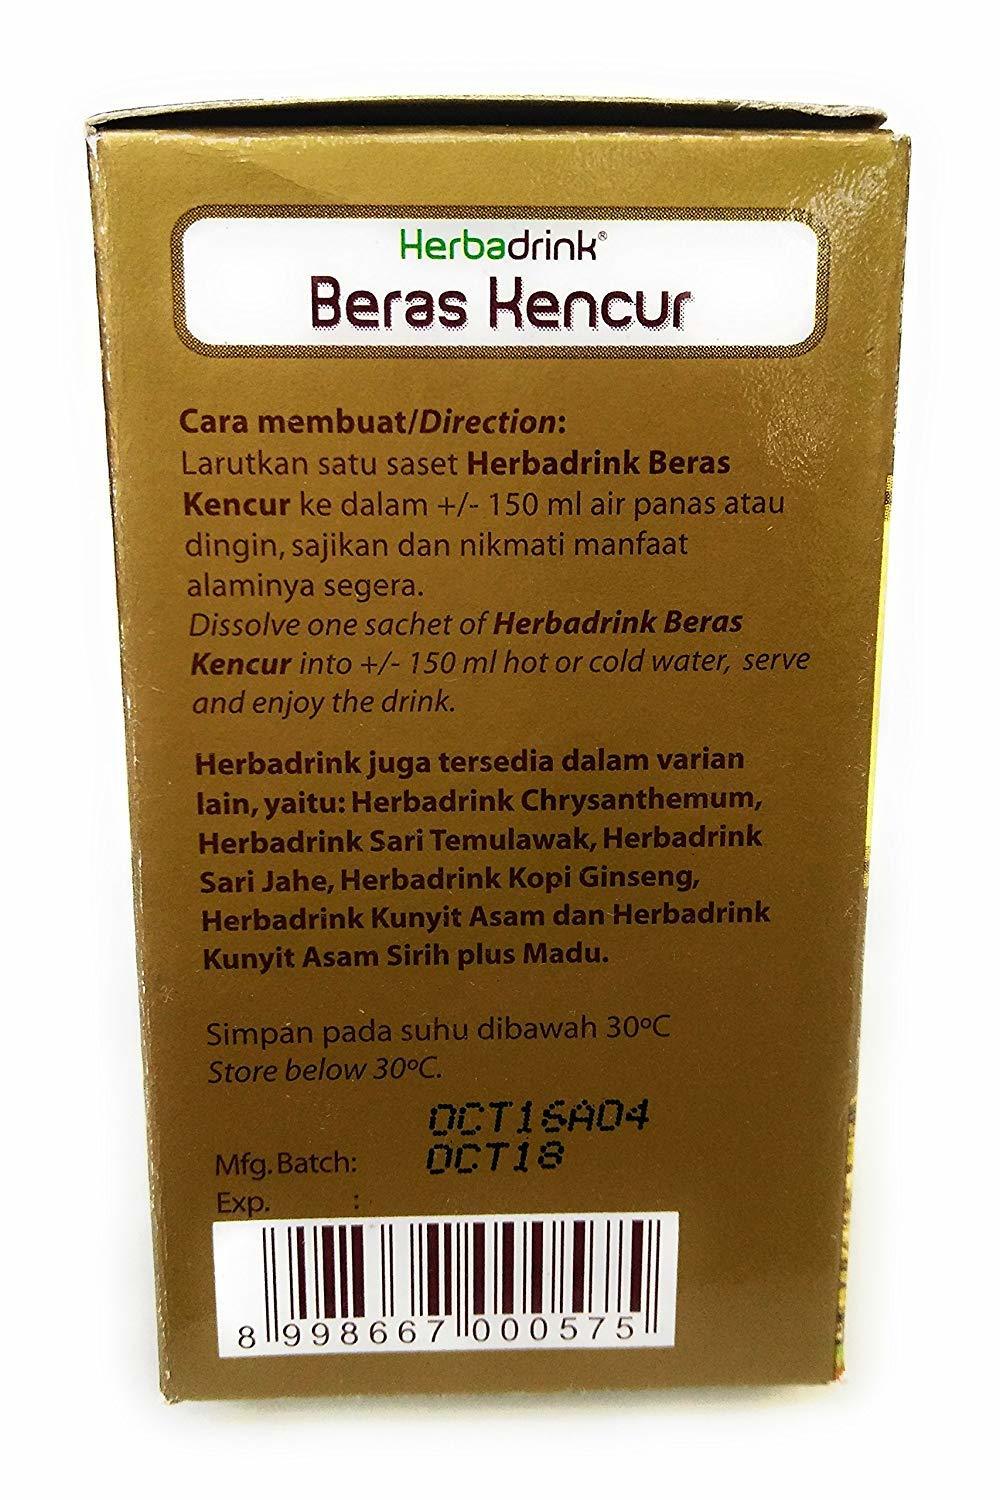 Herbadrink®
Beras Kencur
Cara membuat/Direction:
Larutkan satu saset Herbadrink Beras
Kencur ke dalam +/- 150 ml air panas atau
dingin, sajikan dan nikmati manfaat
alaminya segera.
Dissolve one sachet of Herbadrink Beras
Kencur into +/- 150 ml hot or cold water, serve
and enjoy the drink.
Herbadrink juga tersedia dalam varian
lain, yaitu: Herbadrink Chrysanthemum,
Herbadrink Sari Temulawak, Herbadrink
Sari Jahe, Herbadrink Kopi Ginseng,
Herbadrink Kunyit Asam dan Herbadrink
Kunyit Asam Sirih plus Madu.
Simpan pada suhu dibawah 30ºC
Store below 30ºC.
OCT16A04
Mfg. Batch: OCT18
Exp. :
8 998667 000575